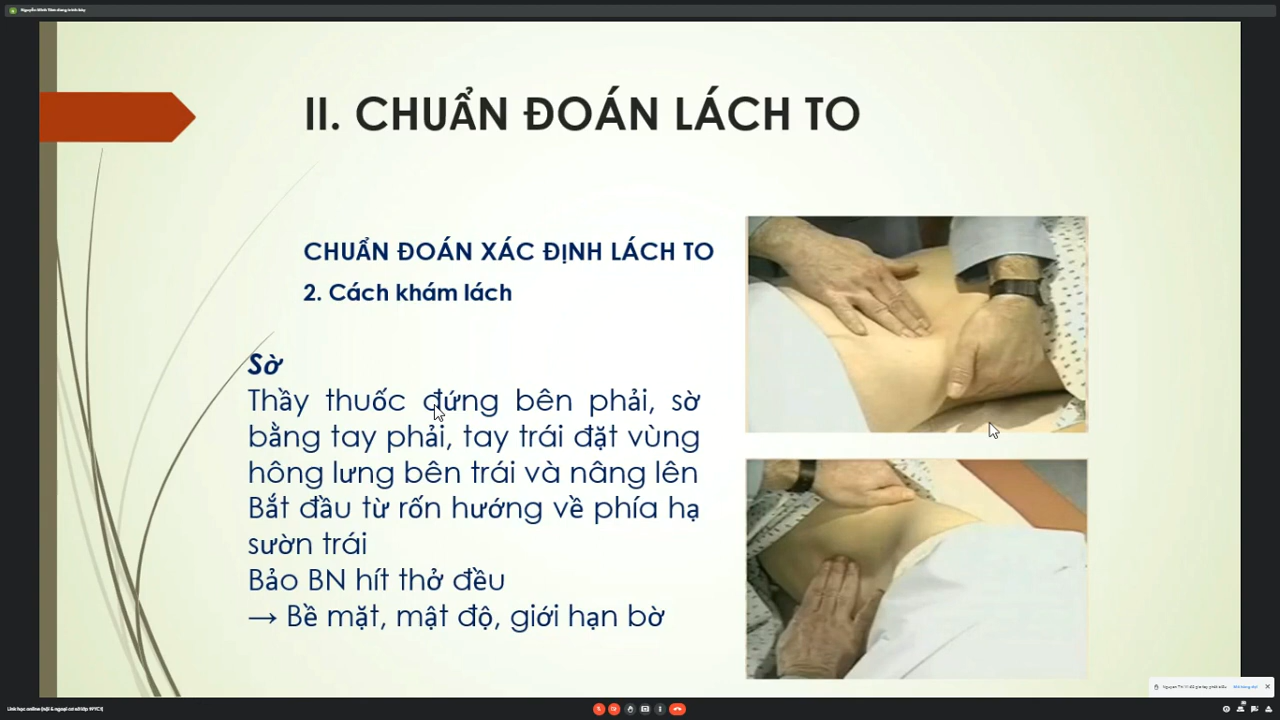 II. CHUẨN ĐOÁN LÁCH TO
CHUẨN ĐOÁN XÁC ĐỊNH LÁCH TO
2. Cách khám lách
Sờ
Thầy thuốc đứng bên phải, sờ
bằng tay phải, tay trái đặt vùng
hông lưng bên trái và nâng lên
Bắt đầu từ rốn hướng về phía hạ
sườn trái
Bảo BN hít thở đều
→ Bề mặt, mật độ, giới hạn bờ